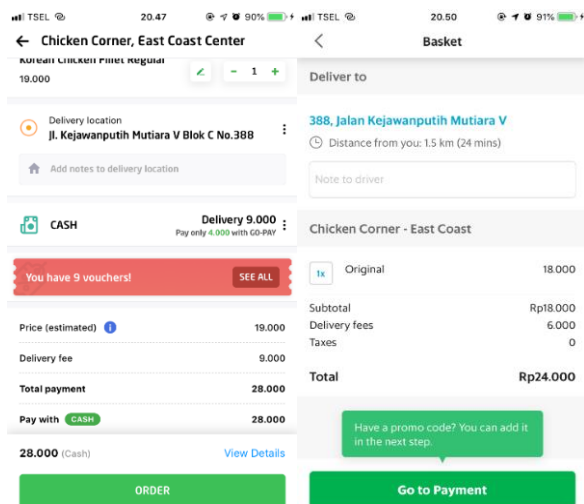 TSEL 20.47 90%
Chicken Corner, East Coast Center
Korean Chicken Fillet Regular
19.000
- 1 +
Delivery location
Jl. Kejawanputih Mutiara V Blok C No.388
Add notes to delivery location
CASH
Delivery 9.000
Pay only 4.000 with GO-PAY
You have 9 vouchers!
SEE ALL
Price (estimated) i 19.000
Delivery fee 9.000
Total payment 28.000
Pay with CASH 28.000
28.000 (Cash) View Details
ORDER
TSEL 20.50 91%
Basket
Deliver to
388, Jalan Kejawanputih Mutiara V
Distance from you: 1.5 km (24 mins)
Note to driver
Chicken Corner - East Coast
1x Original 18.000
Subtotal Rp18.000
Delivery fees 6.000
Taxes 0
Total Rp24.000
Have a promo code? You can add it
in the next step.
Go to Payment